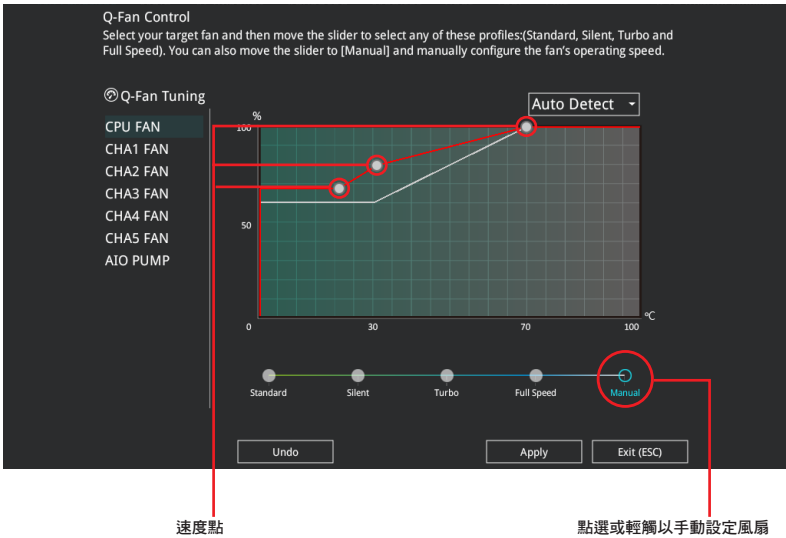 Q-Fan Control
Select your target fan and then move the slider to select any of these profiles:(Standard, Silent, Turbo and
Full Speed). You can also move the slider to [Manual] and manually configure the fan's operating speed.
Q-Fan Tuning
Auto Detect
CPU FAN
CHA1 FAN
CHA2 FAN
CHA3 FAN
CHA4 FAN
CHA5 FAN
AIO PUMP
%
100
50
0
30
70
100
°C
Standard
Silent
Turbo
Full Speed
Manual
Undo
Apply
Exit (ESC)
速度點
點選或輕觸以手動設定風扇